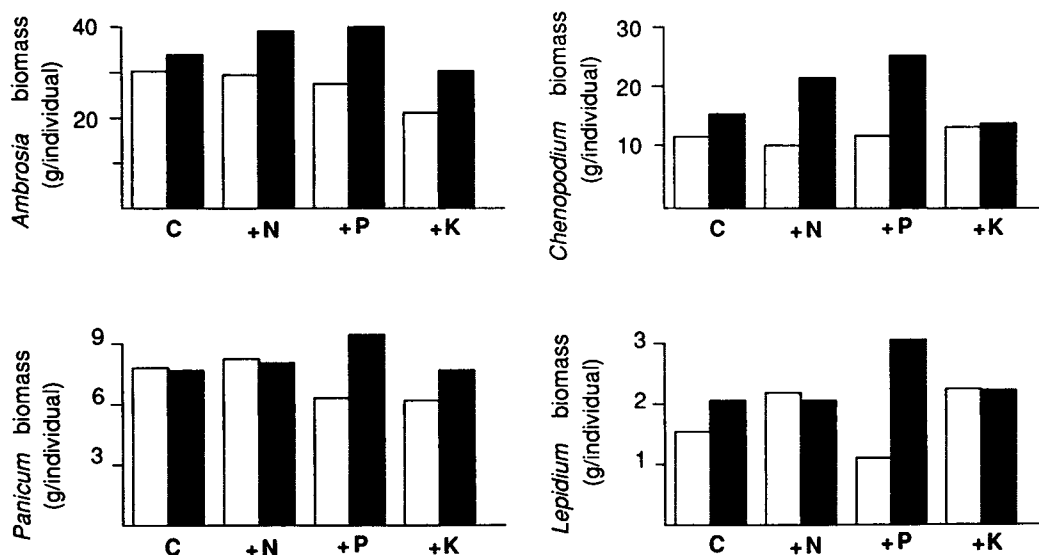 Ambrosia biomass
(g/individual)
40
20
C +N +P +K
Chenopodium biomass
(g/individual)
30
20
10
C +N +P +K
Panicum biomass
(g/individual)
9
6
3
C +N +P +K
Lepidium biomass
(g/individual)
3
2
1
C +N +P +K